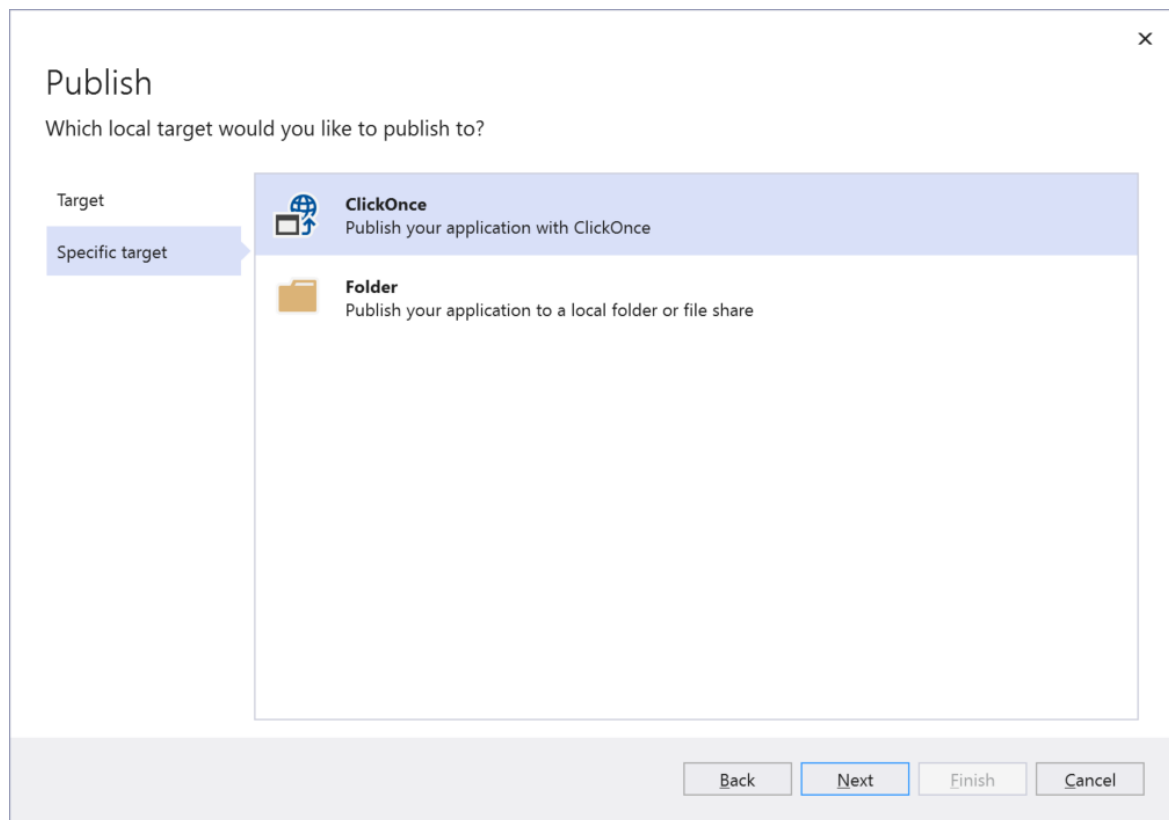 Publish
Which local target would you like to publish to?
Target
Specific target
ClickOnce
Publish your application with ClickOnce
Folder
Publish your application to a local folder or file share
Back
Next
Finish
Cancel